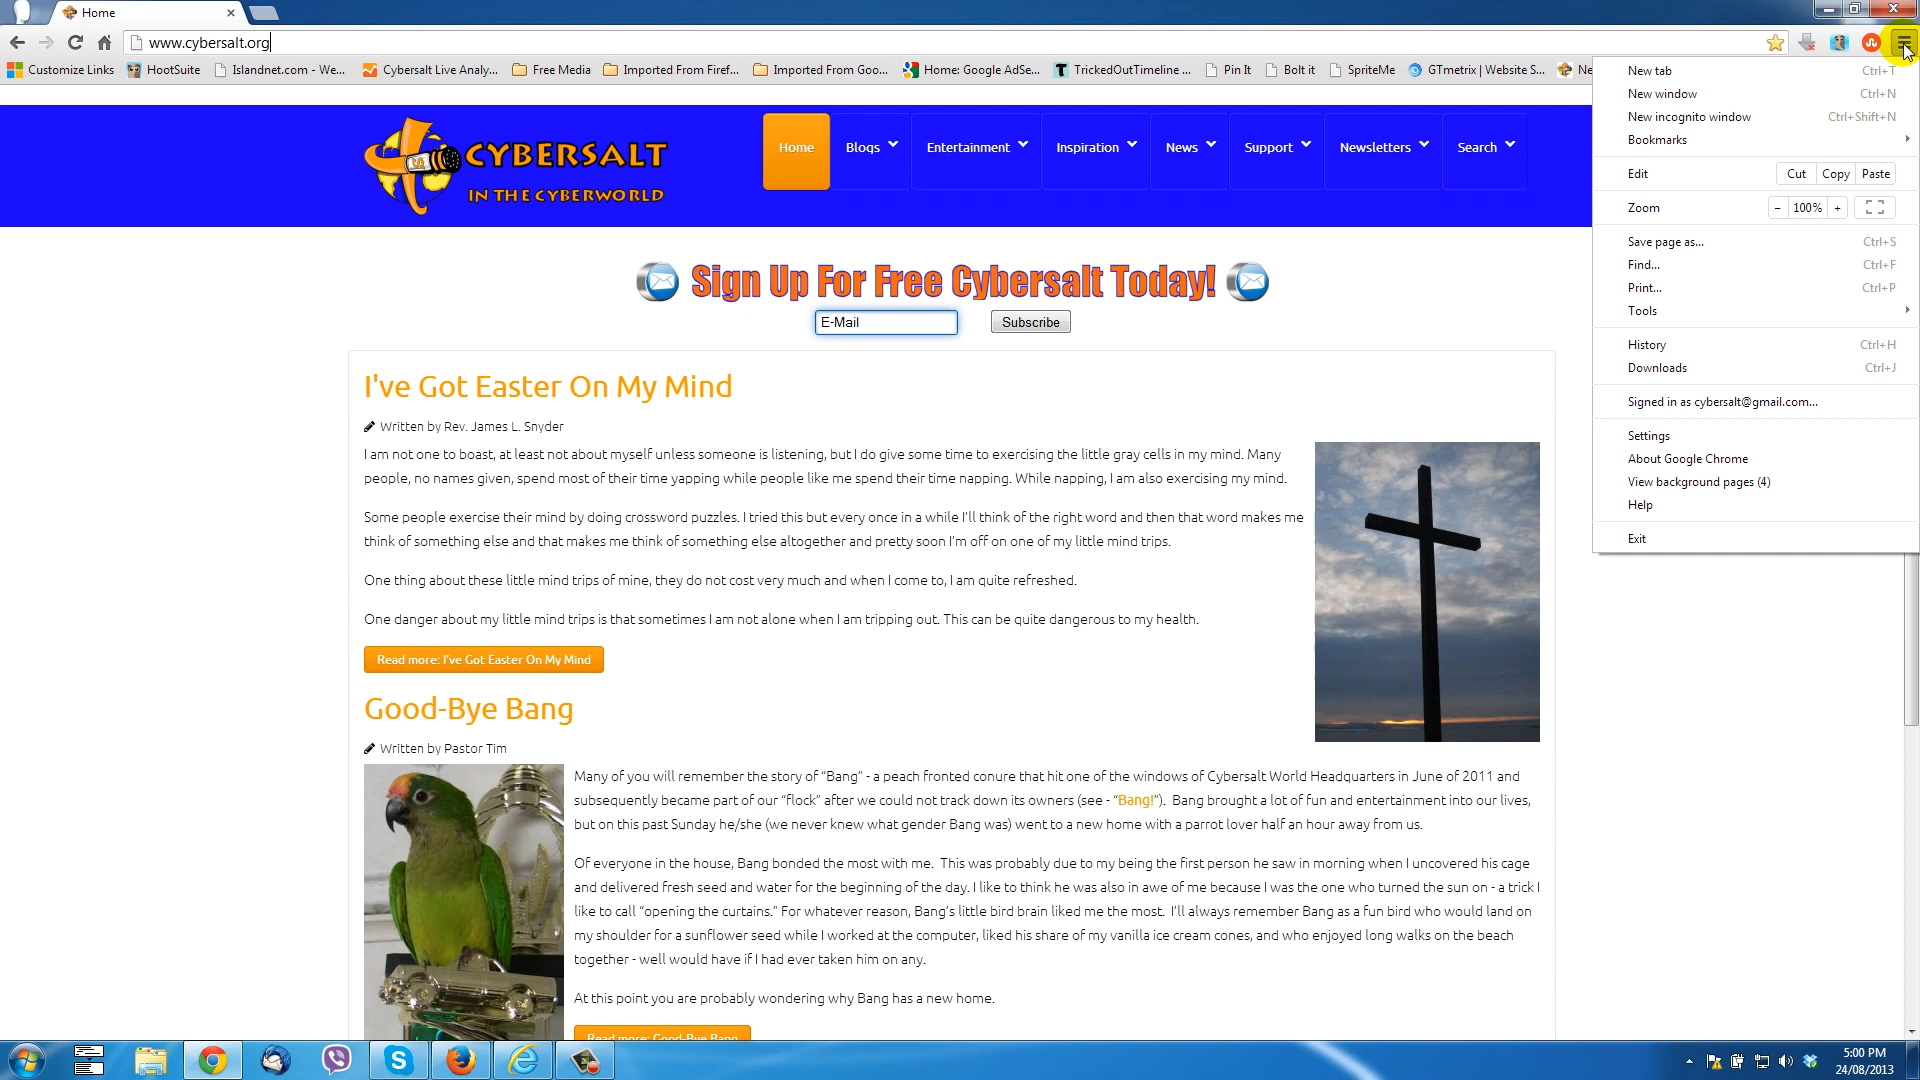 Home
www.cybersalt.org
Customize Links HootSuite Islandnet.com - We... Cybersalt Live Analy... Free Media Imported From Firef... Imported From Goo... Home: Google AdSe... TrickedOutTimeline ... Pin It Bolt it SpriteMe GTmetrix | Website S... Ne
New tab Ctrl+T
New window Ctrl+N
New incognito window Ctrl+Shift+N
Bookmarks
Edit Cut Copy Paste
Zoom - 100% +
Save page as... Ctrl+S
Find... Ctrl+F
Print... Ctrl+P
Tools
History Ctrl+H
Downloads Ctrl+J
Signed in as cybersalt@gmail.com...
Settings
About Google Chrome
View background pages (4)
Help
Exit
CYBERSALT
IN THE CYBERWORLD
Home Blogs Entertainment Inspiration News Support Newsletters Search
Sign Up For Free Cybersalt Today!
E-Mail Subscribe
I've Got Easter On My Mind
Written by Rev. James L. Snyder
I am not one to boast, at least not about myself unless someone is listening, but I do give some time to exercising the little gray cells in my mind. Many
people, no names given, spend most of their time yapping while people like me spend their time napping. While napping, I am also exercising my mind.
Some people exercise their mind by doing crossword puzzles. I tried this but every once in a while I'll think of the right word and then that word makes me
think of something else and that makes me think of something else altogether and pretty soon I'm off on one of my little mind trips.
One thing about these little mind trips of mine, they do not cost very much and when I come to, I am quite refreshed.
One danger about my little mind trips is that sometimes I am not alone when I am tripping out. This can be quite dangerous to my health.
Read more: I've Got Easter On My Mind
Good-Bye Bang
Written by Pastor Tim
Many of you will remember the story of “Bang” - a peach fronted conure that hit one of the windows of Cybersalt World Headquarters in June of 2011 and
subsequently became part of our “flock” after we could not track down its owners (see - “Bang!”). Bang brought a lot of fun and entertainment into our lives,
but on this past Sunday he/she (we never knew what gender Bang was) went to a new home with a parrot lover half an hour away from us.
Of everyone in the house, Bang bonded the most with me. This was probably due to my being the first person he saw in morning when I uncovered his cage
and delivered fresh seed and water for the beginning of the day. I like to think he was also in awe of me because I was the one who turned the sun on - a trick I
like to call “opening the curtains.” For whatever reason, Bang's little bird brain liked me the most. I'll always remember Bang as a fun bird who would land on
my shoulder for a sunflower seed while I worked at the computer, liked his share of my vanilla ice cream cones, and who enjoyed long walks on the beach
together - well would have if I had ever taken him on any.
At this point you are probably wondering why Bang has a new home.
Read more: Good-Bye Bang
5:00 PM
24/08/2013